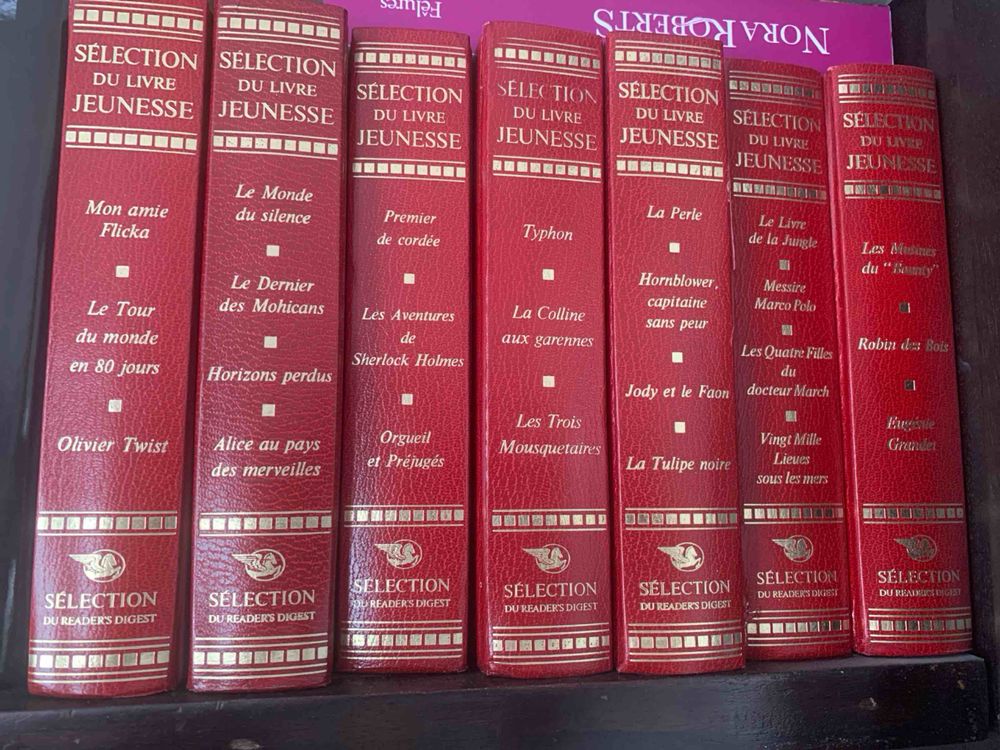 Fêlures
NORA ROBERTS
SÉLECTION
DU LIVRE
JEUNESSE
Mon amie
Flicka
Le Tour
du monde
en 80 jours
Olivier Twist
SÉLECTION
DU READER'S DIGEST
SÉLECTION
DU LIVRE
JEUNESSE
Le Monde
du silence
Le Dernier
des Mohicans
Horizons perdus
Alice au pays
des merveilles
SÉLECTION
DU READER'S DIGEST
SÉLECTION
DU LIVRE
JEUNESSE
Premier
de cordée
Les Aventures
de
Sherlock Holmes
Orgueil
et Préjugés
SÉLECTION
DU READER'S DIGEST
SÉLECTION
DU LIVRE
JEUNESSE
Typhon
La Colline
aux garennes
Les Trois
Mousquetaires
SÉLECTION
DU READER'S DIGEST
SÉLECTION
DU LIVRE
JEUNESSE
La Perle
Hornblower,
capitaine
sans peur
Jody et le Faon
La Tulipe noire
SÉLECTION
DU READER'S DIGEST
SÉLECTION
DU LIVRE
JEUNESSE
Le Livre
de la Jungle
Messire
Marco Polo
Les Quatre Filles
du
docteur March
Vingt Mille
Lieues
sous les mers
SÉLECTION
DU READER'S DIGEST
SÉLECTION
DU LIVRE
JEUNESSE
Les Mutinés
du "Bounty"
Robin des Bois
Eugénie
Grandet
SÉLECTION
DU READER'S DIGEST